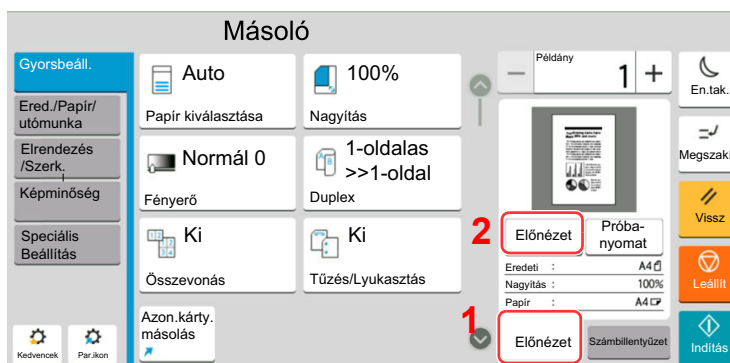 Másoló
Gyorsbeáll.
Ered./Papír/
utómunka
Elrendezés
/Szerk.
Képminőség
Speciális
Beállítás
Kedvencek
Par.ikon
Auto
Papír kiválasztása
100%
Nagyítás
Normál 0
Fényerő
1-oldalas
>>1-oldal
Duplex
Ki
Összevonás
Ki
Tűzés/Lyukasztás
Azon.kárty.
másolás
Példány
1
2
Előnézet
Próba-
nyomat
Eredeti : A4
Nagyítás : 100%
Papír : A4
1
Előnézet
Számbillentyűzet
En.tak.
Megszakí
Vissz
Leállít
Indítás